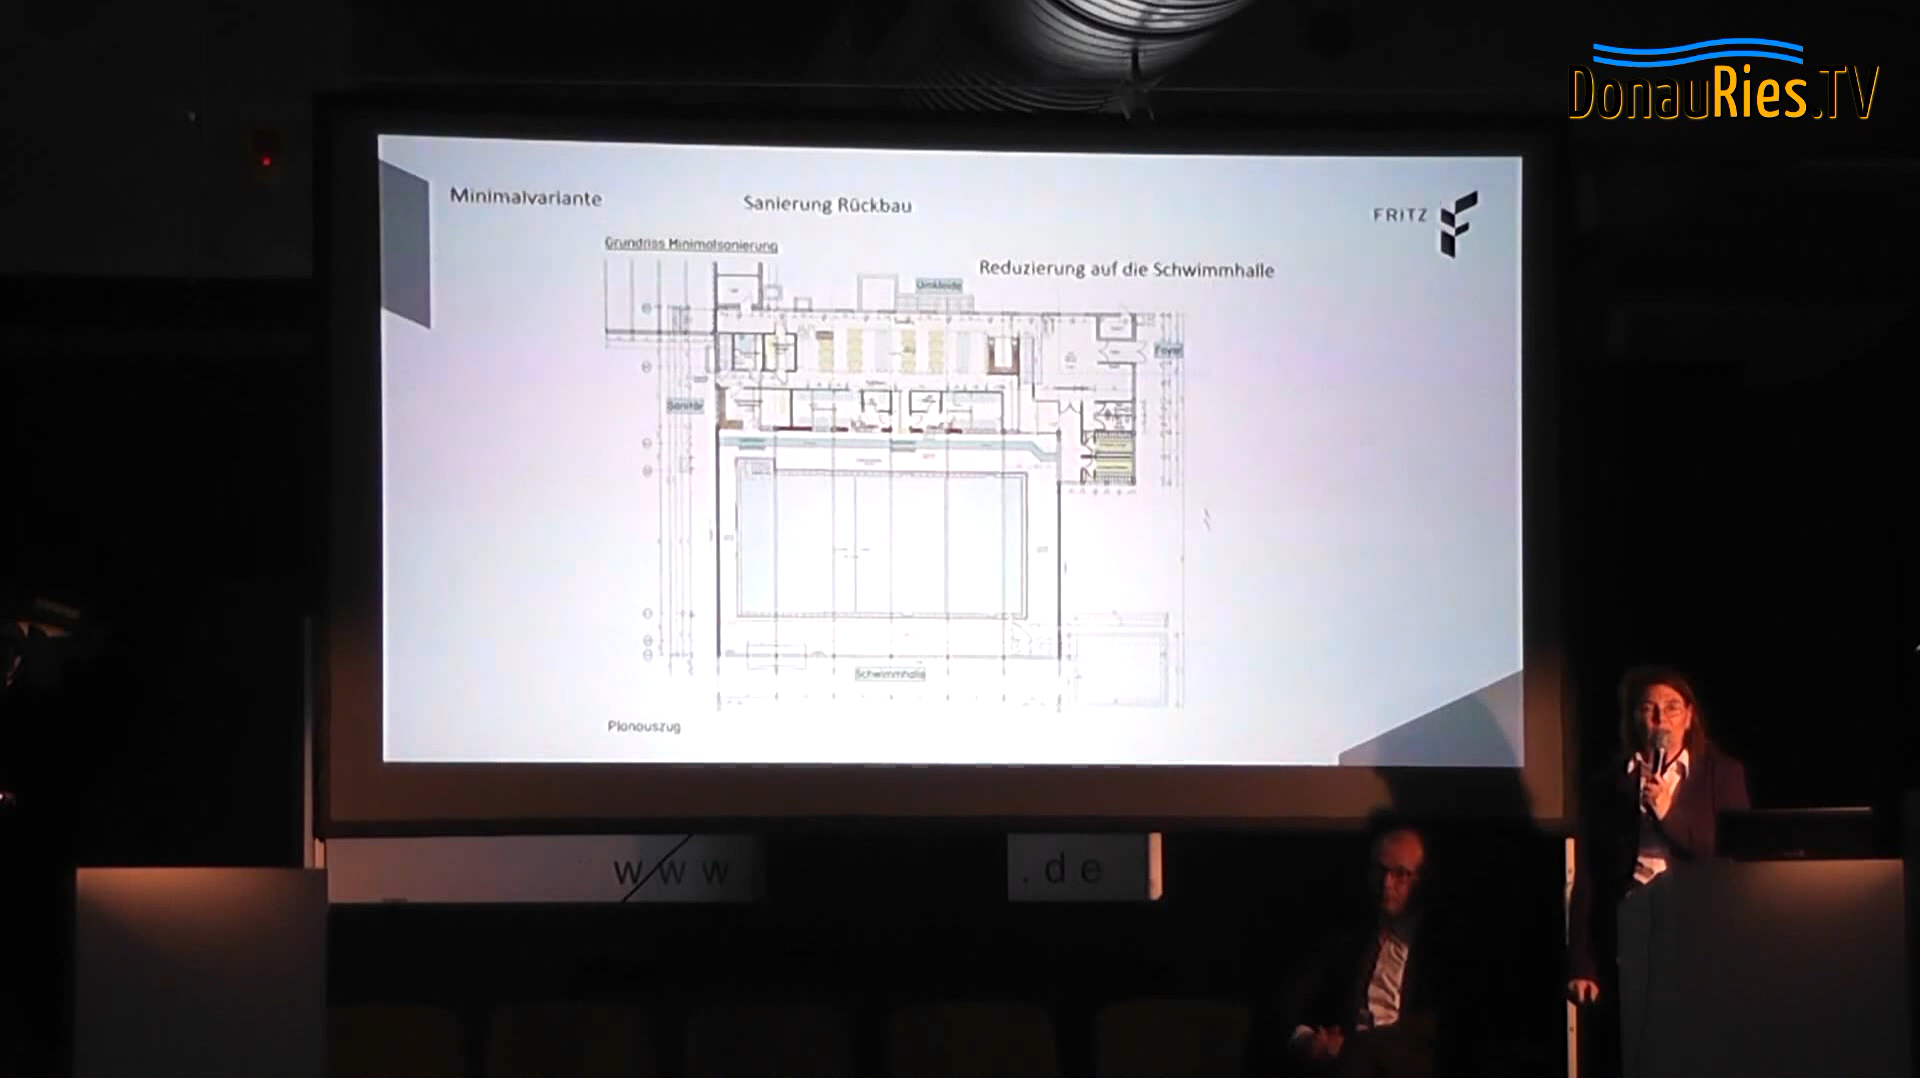 DonauRies.TV
Minimalvariante
Sanierung Rückbau
FRITZ
Grundriss Minimalsanierung
Reduzierung auf die Schwimmhalle
Umkleide
Foyer
Sanitär
Schwimmhalle
Planauszug
www
.de